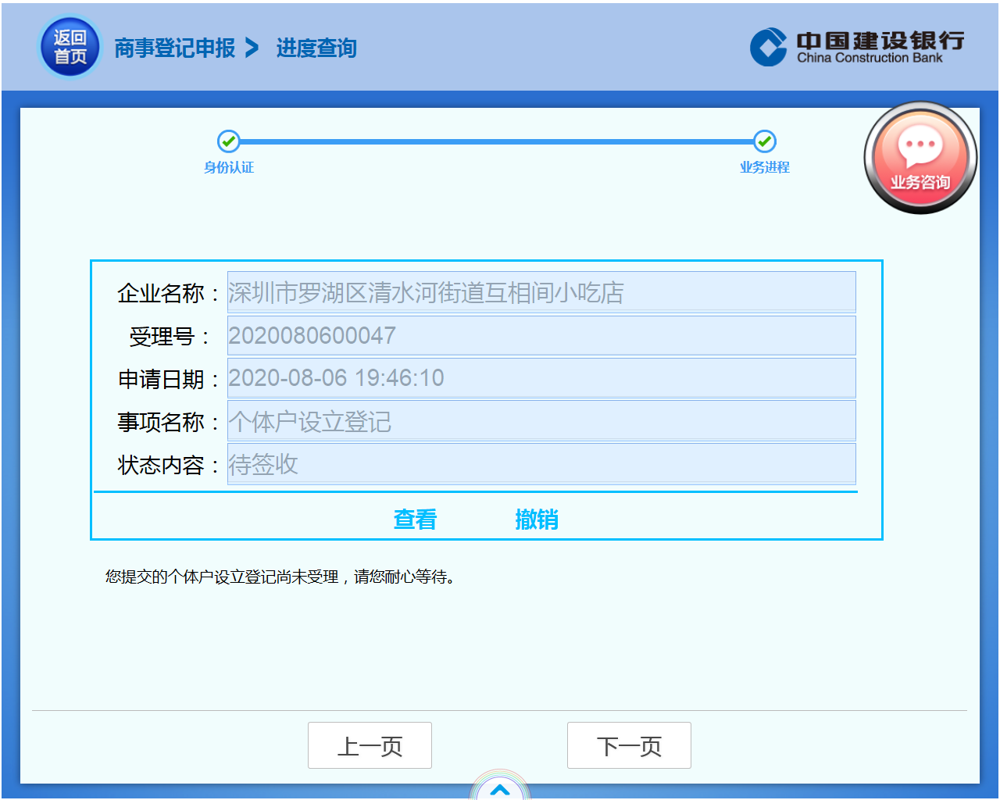 返回
首页
商事登记申报 > 进度查询
中国建设银行
China Construction Bank
身份认证
业务进程
业务咨询
企业名称：深圳市罗湖区清水河街道互相间小吃店
受理号：2020080600047
申请日期：2020-08-06 19:46:10
事项名称：个体户设立登记
状态内容：待签收
查看 撤销
您提交的个体户设立登记尚未受理，请您耐心等待。
上一页 下一页